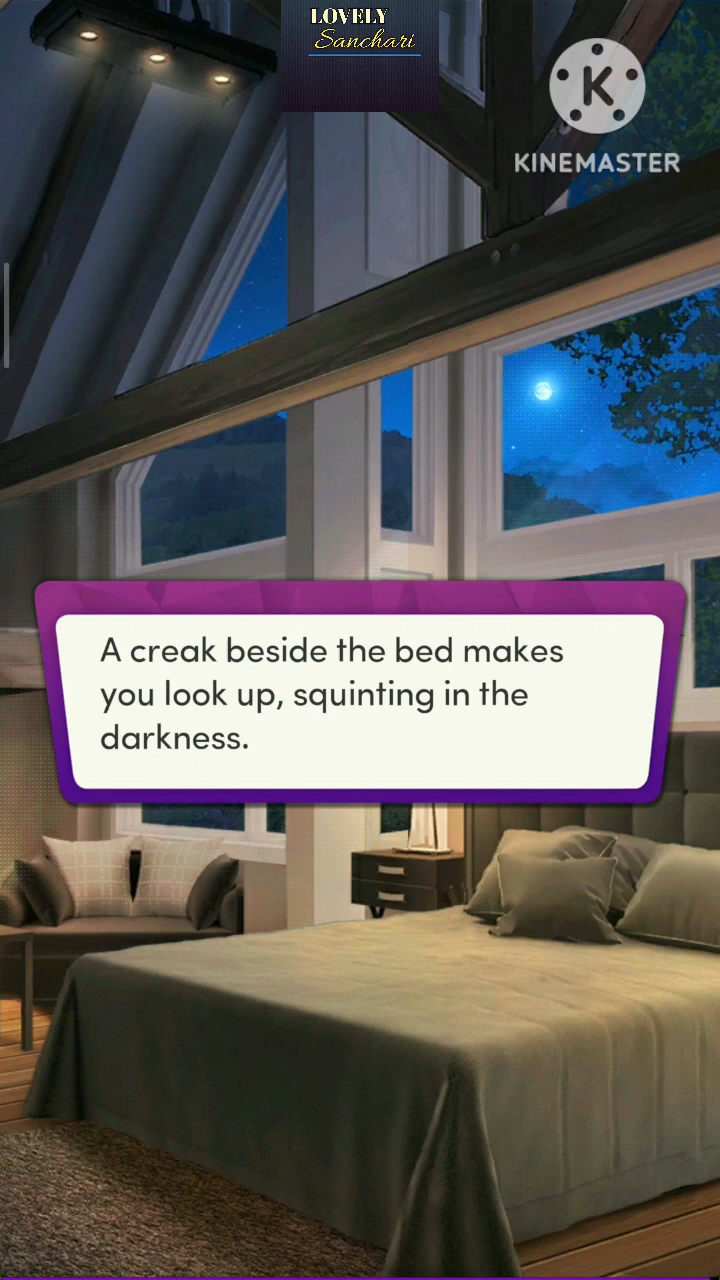 LOVELY
Sanchari
K
KINEMASTER
A creak beside the bed makes
you look up, squinting in the
darkness.